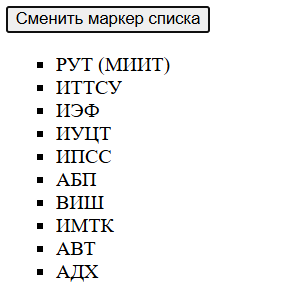 Сменить маркер списка
РУТ (МИИТ)
ИТТСУ
ИЭФ
ИУЦТ
ИПСС
АБП
ВИШ
ИМТК
АВТ
АДХ